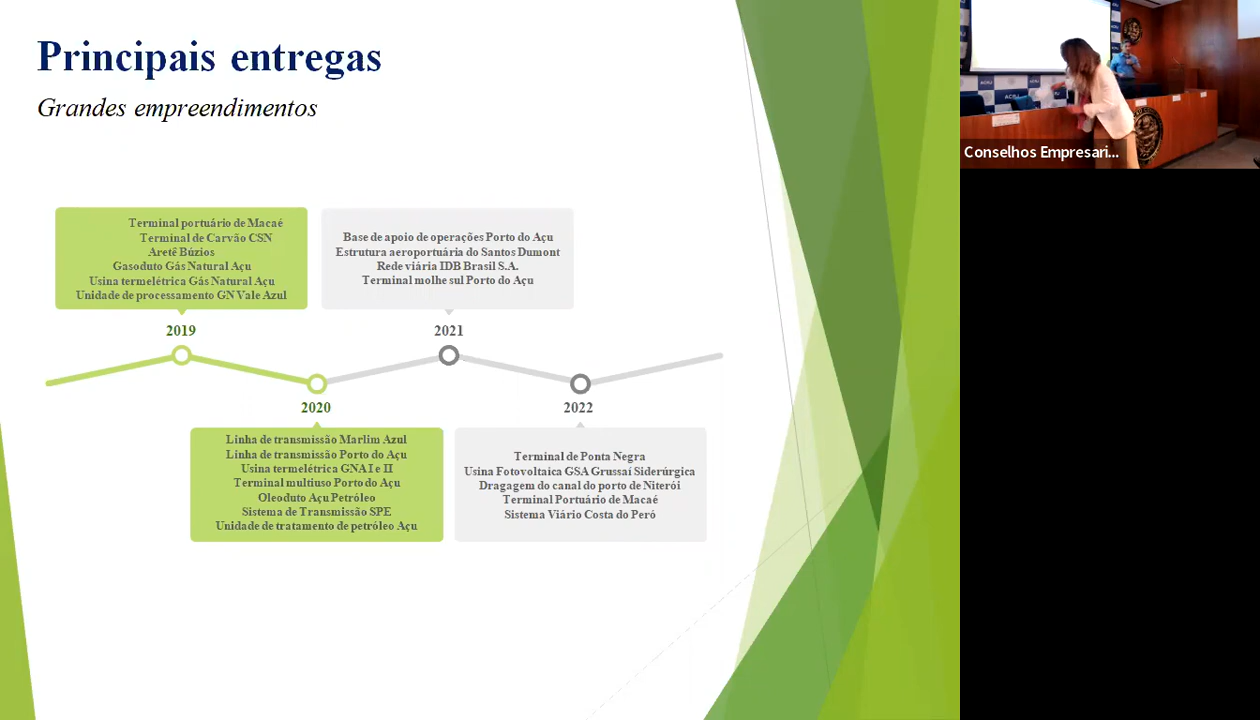 Principais entregas
Grandes empreendimentos
Terminal portuário de Macaé
Terminal de Carvão CSN
Aretê Búzios
Gasoduto Gás Natural Açu
Usina termelétrica Gás Natural Açu
Unidade de processamento GN Vale Azul
2019
Base de apoio de operações Porto do Açu
Estrutura aeroportuária do Santos Dumont
Rede viária IDB Brasil S.A.
Terminal molhe sul Porto do Açu
2021
2020
Linha de transmissão Marlim Azul
Linha de transmissão Porto do Açu
Usina termelétrica GNA I e II
Terminal multiuso Porto do Açu
Oleoduto Açu Petróleo
Sistema de Transmissão SPE
Unidade de tratamento de petróleo Açu
2022
Terminal de Ponta Negra
Usina Fotovoltaica GSA Grussaí Siderúrgica
Dragagem do canal do porto de Niterói
Terminal Portuário de Macaé
Sistema Viário Costa do Peró
ACRJ
Conselhos Empresari...